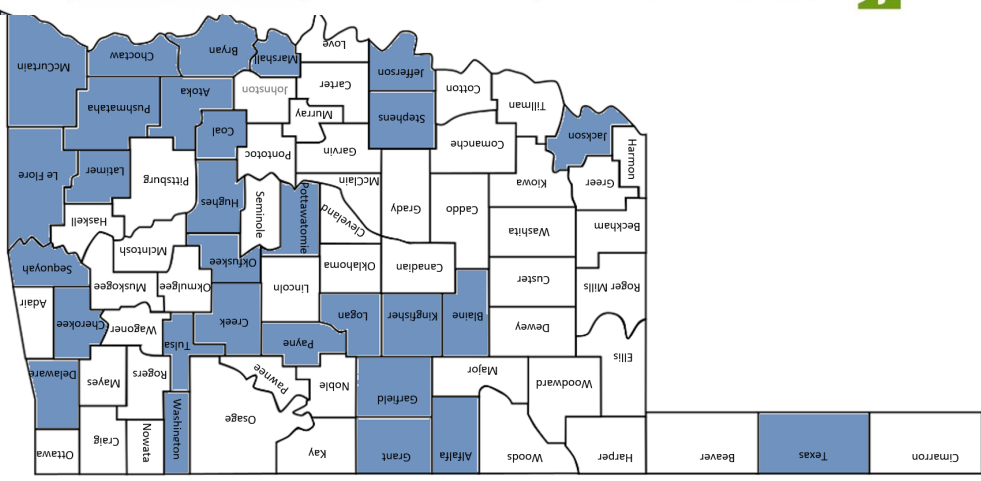 Cimarron
Texas
Beaver
Harper
Woods
Alfalfa
Grant
Kay
Washington
Nowata
Craig
Ottawa
Osage
Ellis
Woodward
Major
Garfield
Noble
Pawnee
Rogers
Mayes
Delaware
Roger Mills
Dewey
Custer
Blaine
Kingfisher
Logan
Payne
Creek
Tulsa
Wagoner
Cherokee
Adair
Canadian
Oklahoma
Lincoln
Okfuskee
Okmulgee
Muskogee
Sequoyah
McIntosh
Beckham
Washita
Caddo
Grady
Cleveland
McClain
Pottawatomie
Seminole
Hughes
Haskell
Pittsburg
Latimer
Le Flore
Harmon
Greer
Kiowa
Jackson
Comanche
Garvin
Pontotoc
Coal
Tillman
Cotton
Stephens
Murray
Carter
Johnston
Atoka
Pushmataha
McCurtain
Jefferson
Love
Marshall
Bryan
Choctaw